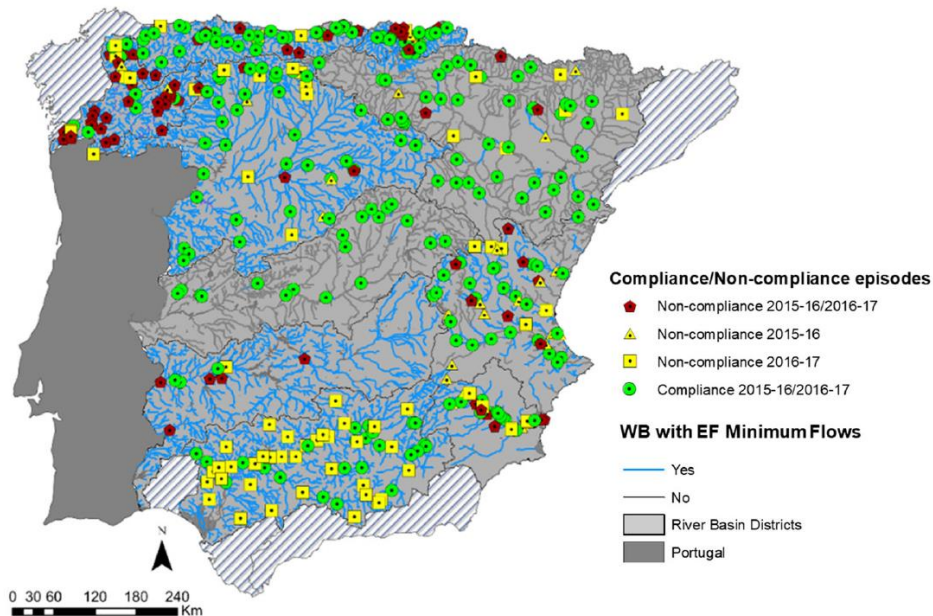 Compliance/Non-compliance episodes
Non-compliance 2015-16/2016-17
Non-compliance 2015-16
Non-compliance 2016-17
Compliance 2015-16/2016-17
WB with EF Minimum Flows
Yes
No
River Basin Districts
Portugal
N
0 30 60 120 180 240
Km